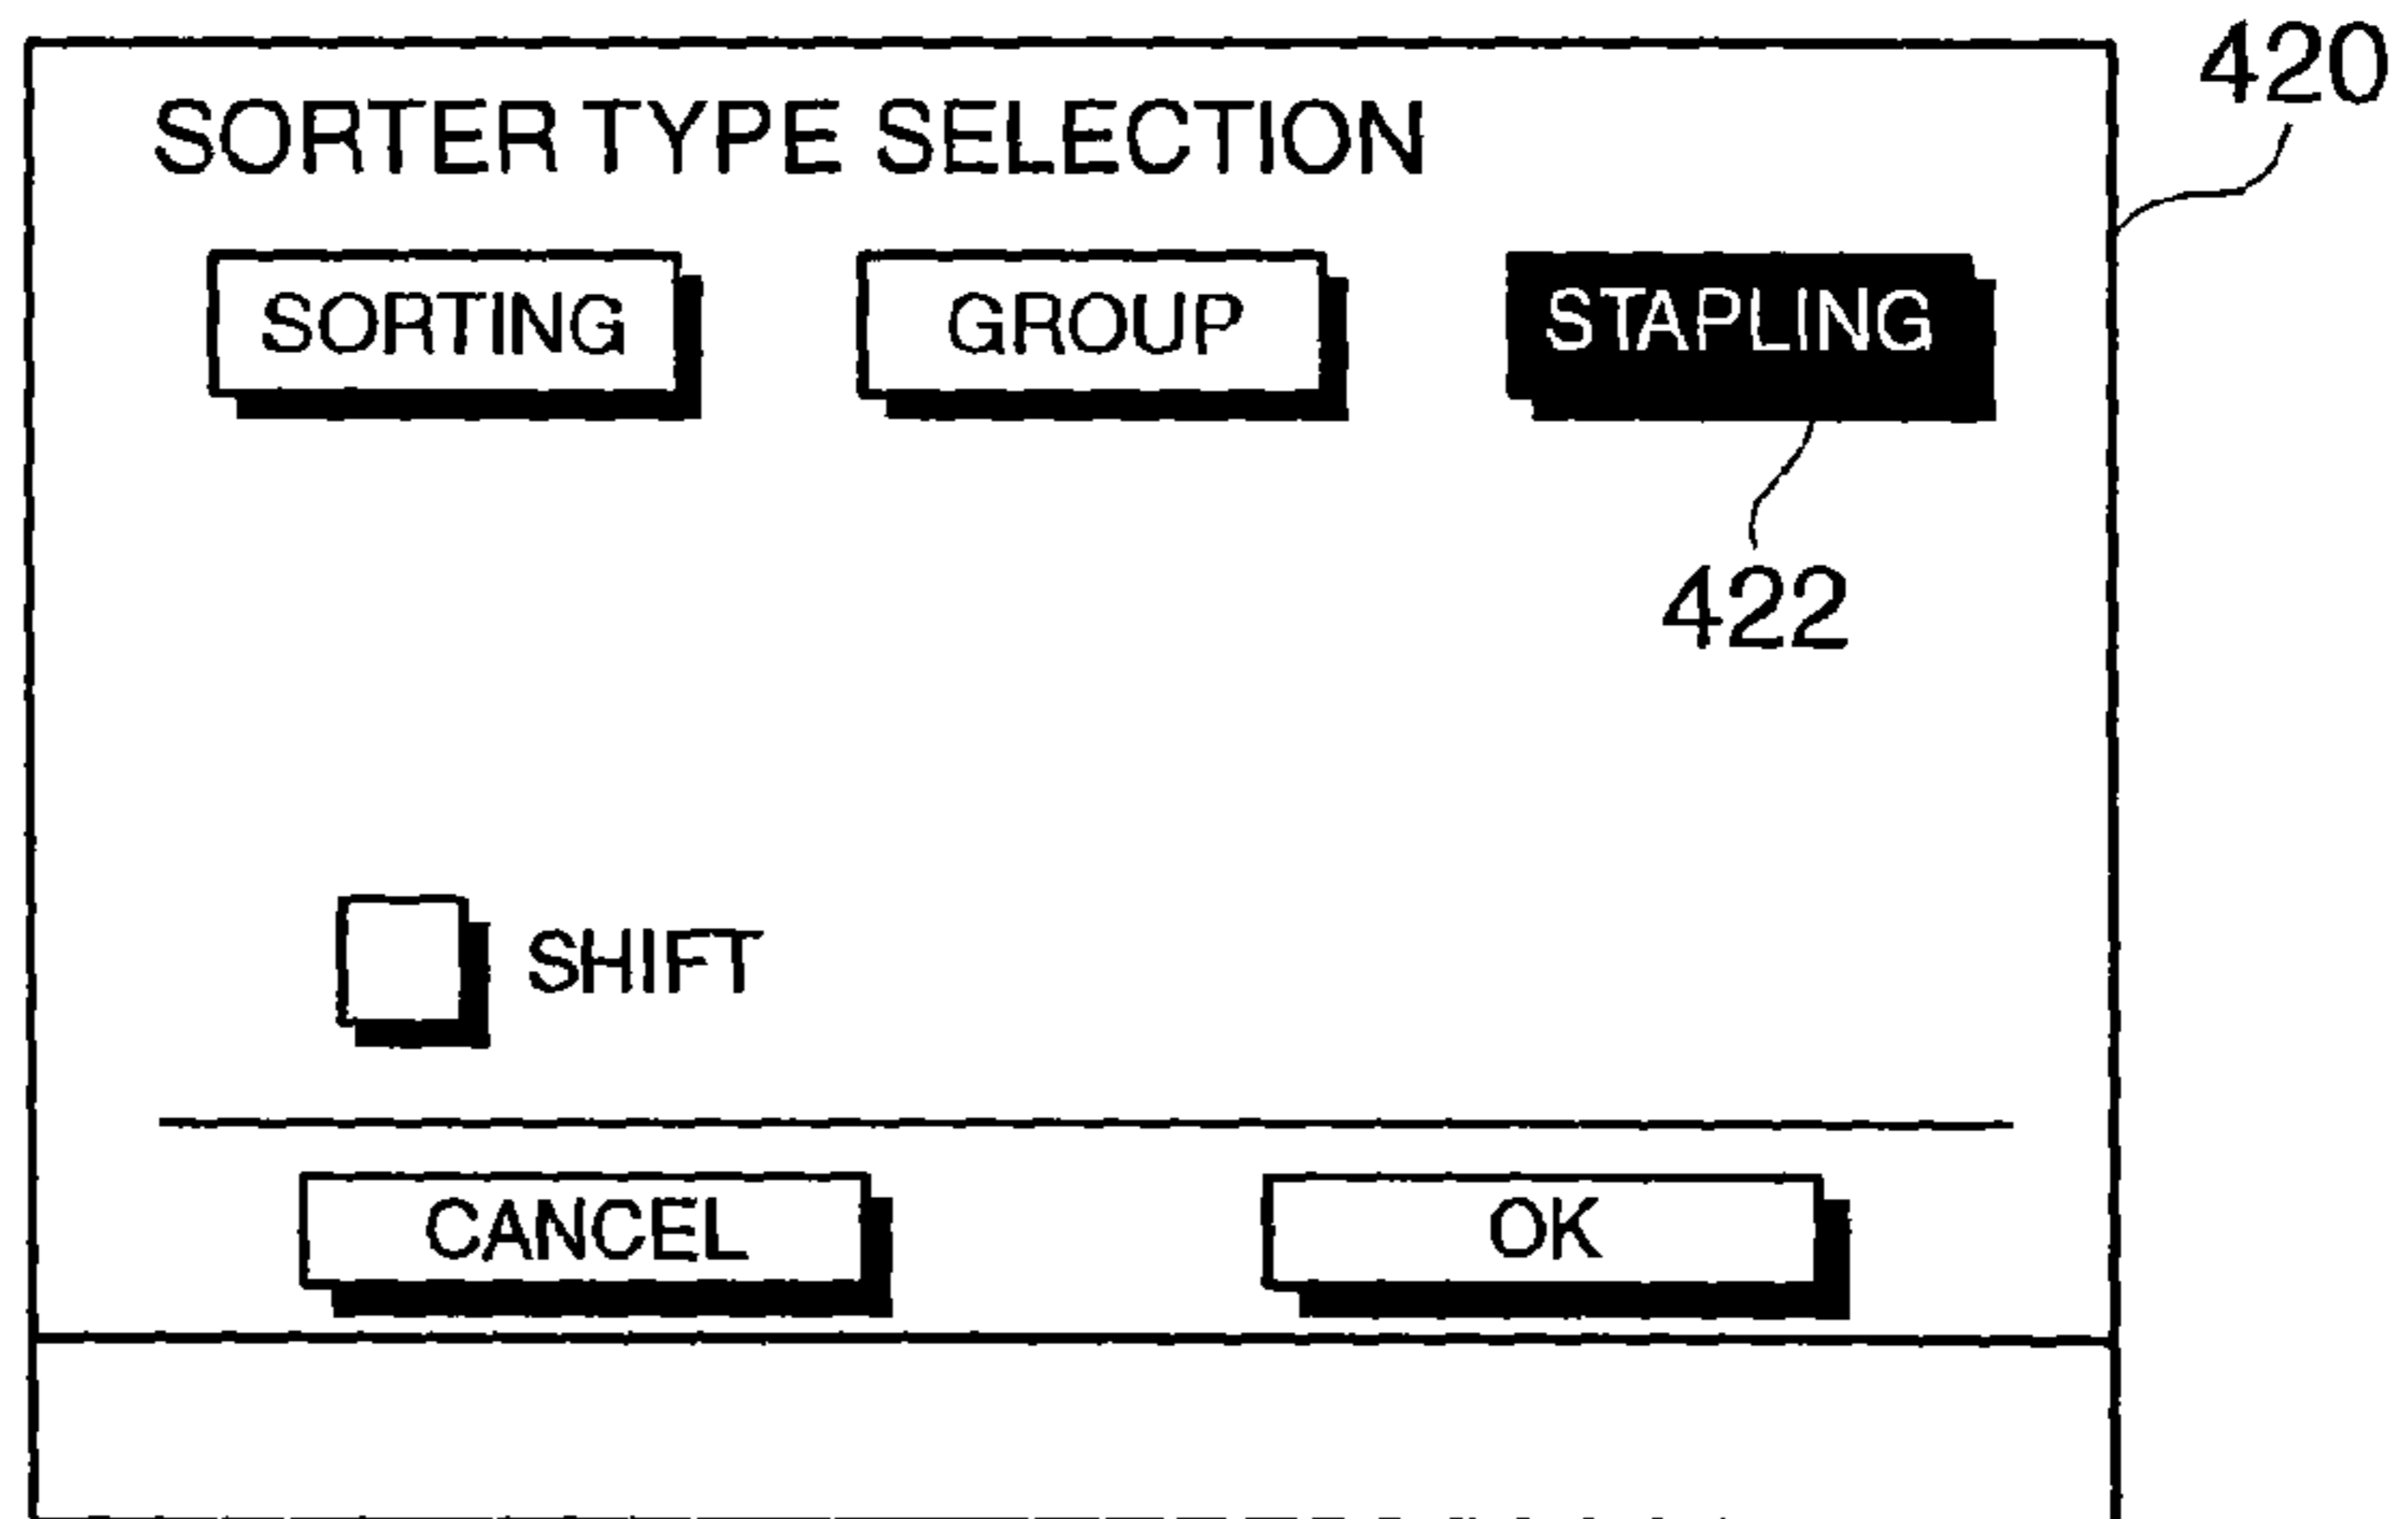 420
SORTER TYPE SELECTION
SORTING GROUP STAPLING
422
SHIFT
CANCEL OK